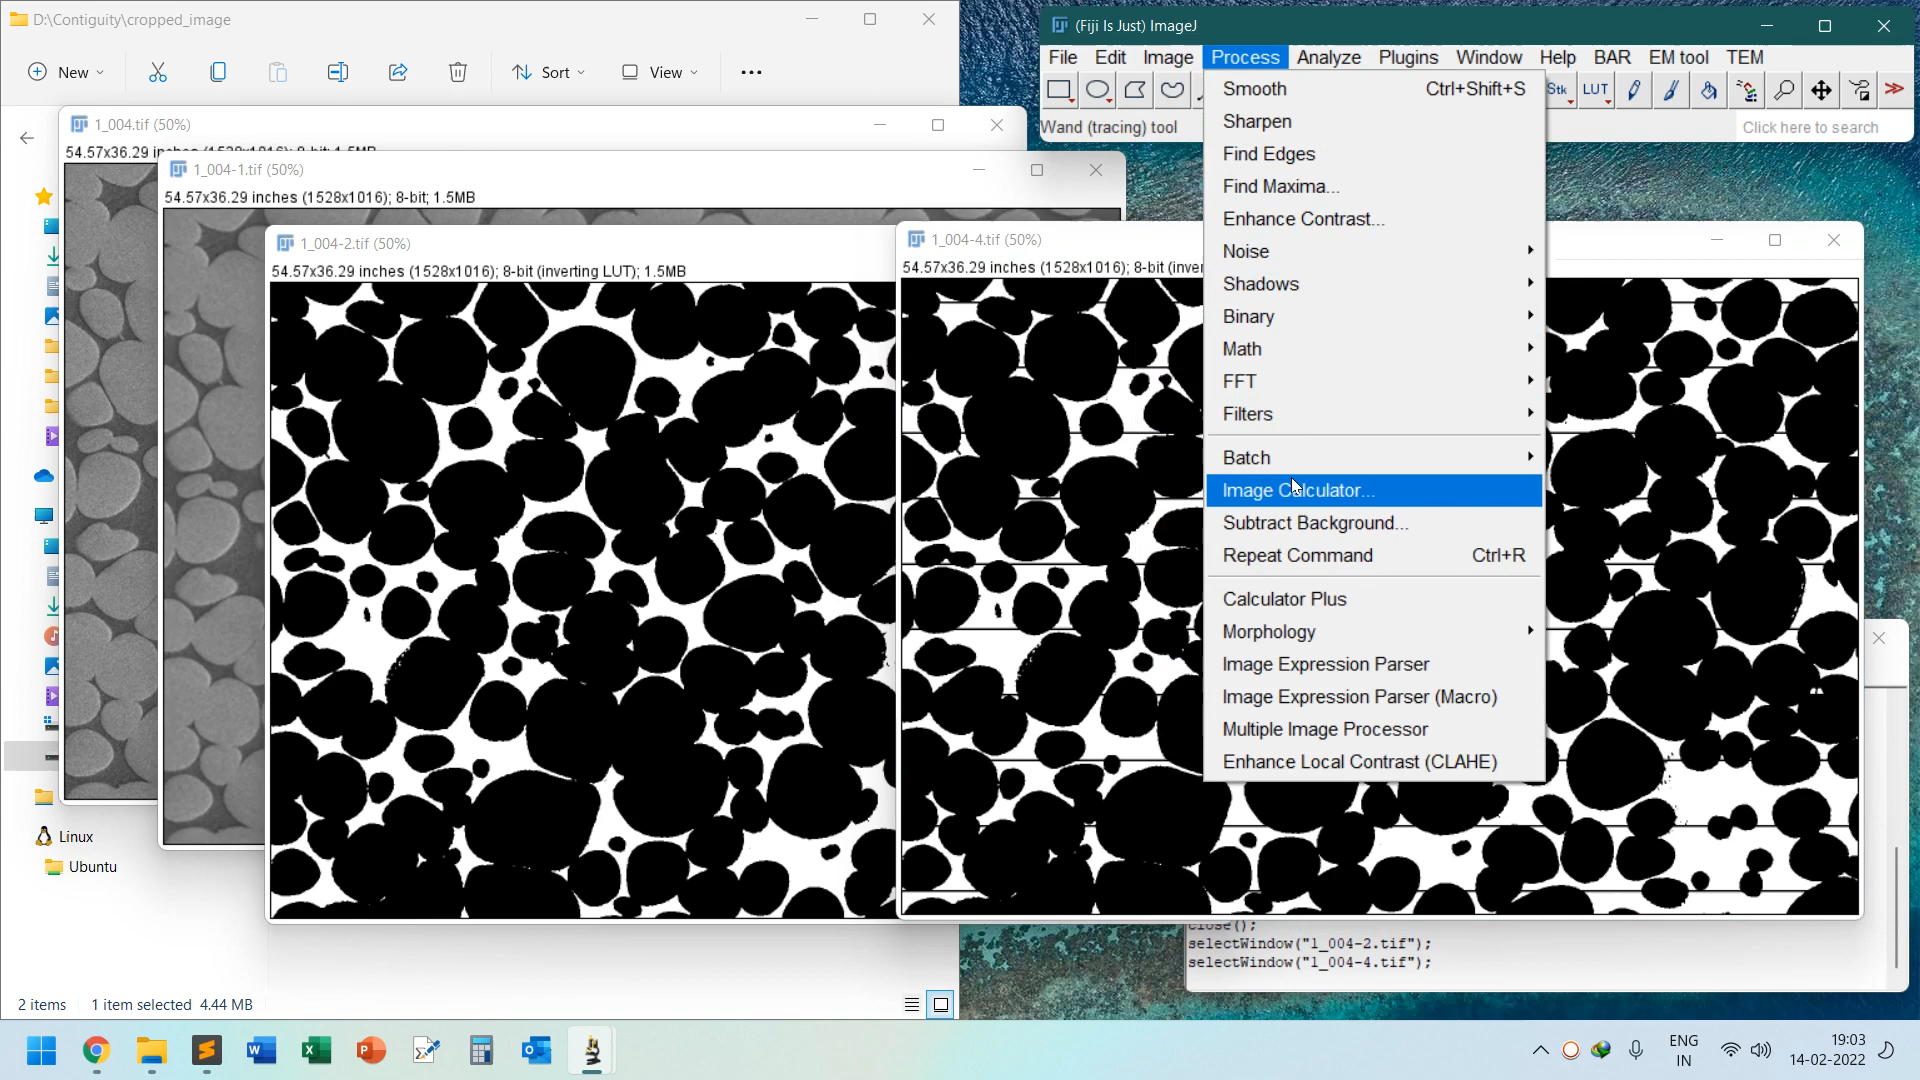 D:\Contiguity\cropped_image
New
Sort
View
1_004.tif (50%)
1_004-1.tif (50%)
54.57x36.29 inches (1528x1016); 8-bit; 1.5MB
1_004-2.tif (50%)
54.57x36.29 inches (1528x1016); 8-bit (inverting LUT); 1.5MB
1_004-4.tif (50%)
54.57x36.29 inches (1528x1016); 8-bit (inver
(Fiji Is Just) ImageJ
File Edit Image Process Analyze Plugins Window Help BAR EM tool TEM
Stk LUT
Wand (tracing) tool
Click here to search
Smooth Ctrl+Shift+S
Sharpen
Find Edges
Find Maxima...
Enhance Contrast...
Noise
Shadows
Binary
Math
FFT
Filters
Batch
Image Calculator...
Subtract Background...
Repeat Command Ctrl+R
Calculator Plus
Morphology
Image Expression Parser
Image Expression Parser (Macro)
Multiple Image Processor
Enhance Local Contrast (CLAHE)
close();
selectWindow("1_004-2.tif");
selectWindow("1_004-4.tif");
Linux
Ubuntu
2 items 1 item selected 4.44 MB
ENG
IN
19:03
14-02-2022